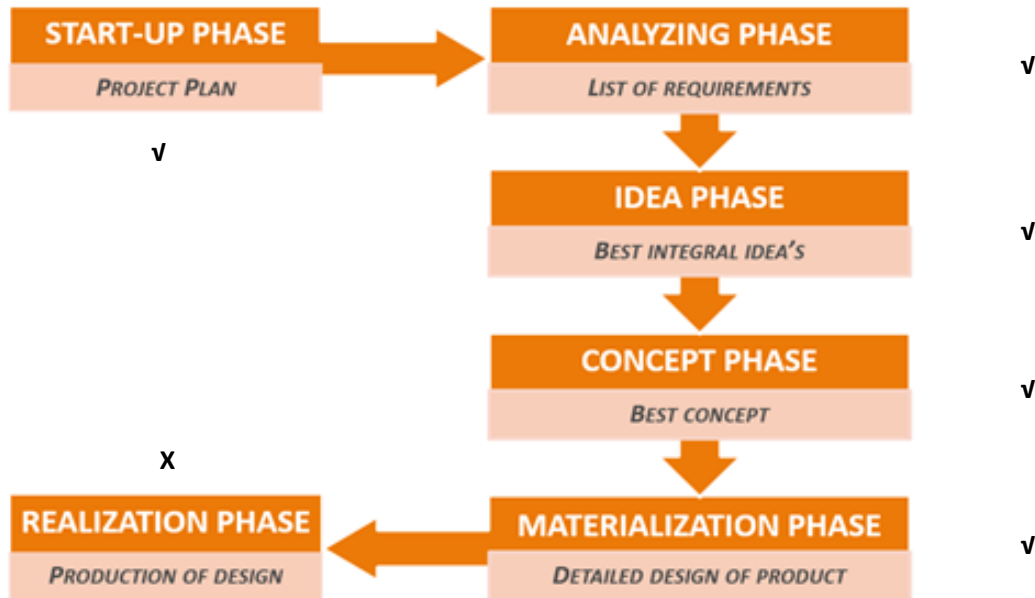 START-UP PHASE
PROJECT PLAN
√
ANALYZING PHASE
LIST OF REQUIREMENTS
√
IDEA PHASE
BEST INTEGRAL IDEA'S
√
CONCEPT PHASE
BEST CONCEPT
√
MATERIALIZATION PHASE
DETAILED DESIGN OF PRODUCT
√
X
REALIZATION PHASE
PRODUCTION OF DESIGN